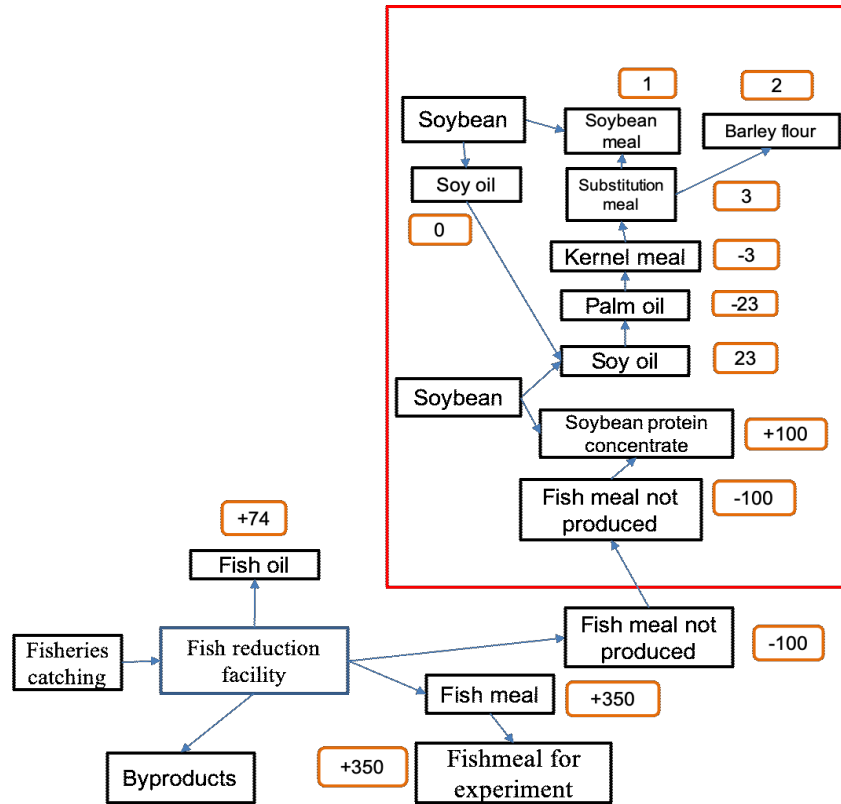 1
2
Soybean
Soybean
meal
Barley flour
Soy oil
Substitution
meal
3
0
Kernel meal
-3
Palm oil
-23
Soy oil
23
Soybean
Soybean protein
concentrate
+100
Fish meal not
produced
-100
+74
Fish oil
Fisheries
catching
Fish reduction
facility
Fish meal not
produced
-100
Fish meal
+350
Byproducts
+350
Fishmeal for
experiment